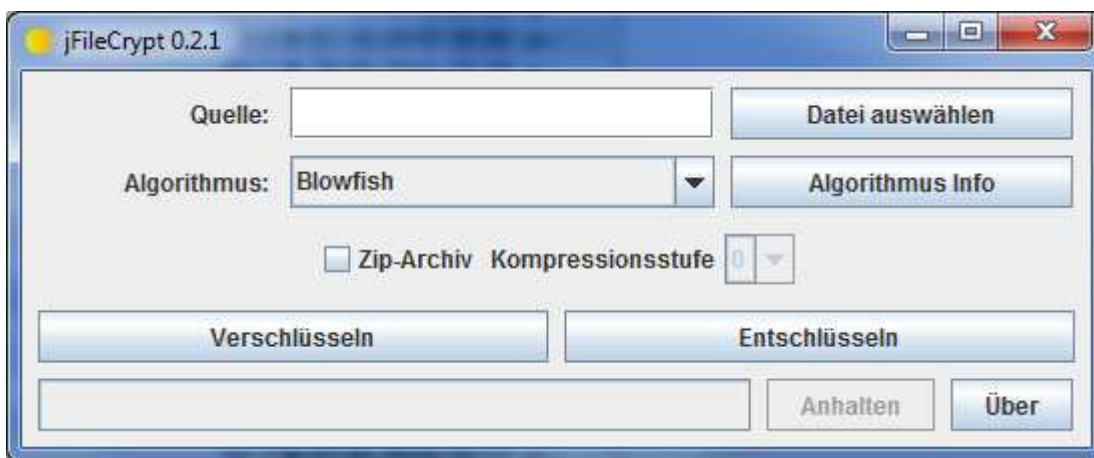 jFileCrypt 0.2.1
Quelle: Datei auswählen
Algorithmus: Blowfish Algorithmus Info
Zip-Archiv Kompressionsstufe 0
Verschlüsseln Entschlüsseln
Anhalten Über